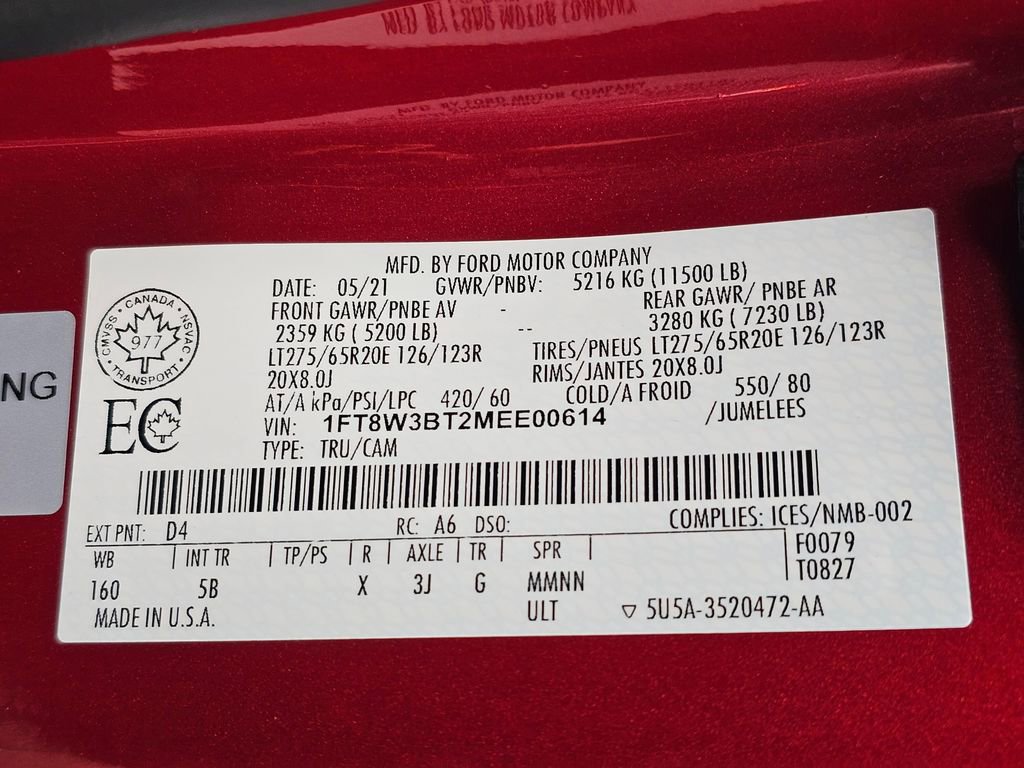 MFD. BY FORD MOTOR COMPANY
MFD. BY FORD MOTOR COMPANY
NG
MFD. BY FORD MOTOR COMPANY
DATE: 05/21 GVWR/PNBV: 5216 KG (11500 LB)
FRONT GAWR/PNBE AV - REAR GAWR/ PNBE AR
2359 KG ( 5200 LB) -- 3280 KG ( 7230 LB)
LT275/65R20E 126/123R TIRES/PNEUS LT275/65R20E 126/123R
20X8.0J RIMS/JANTES 20X8.0J
AT/A kPa/PSI/LPC 420/ 60 COLD/A FROID 550/ 80
VIN: 1FT8W3BT2MEE00614 /JUMELEES
TYPE: TRU/CAM
CMVSS · CANADA · NSVAC · TRANSPORT ·
977
EC
EXT PNT: D4 RC: A6 DSO: COMPLIES: ICES/NMB-002
WB | INT TR | TP/PS | R | AXLE | TR | SPR | F0079
160 5B X 3J G MMNN T0827
MADE IN U.S.A. ULT ▽ 5U5A-3520472-AA